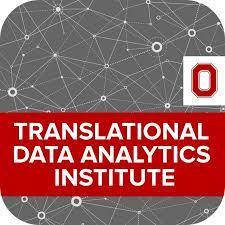 O
TRANSLATIONAL
DATA ANALYTICS
INSTITUTE